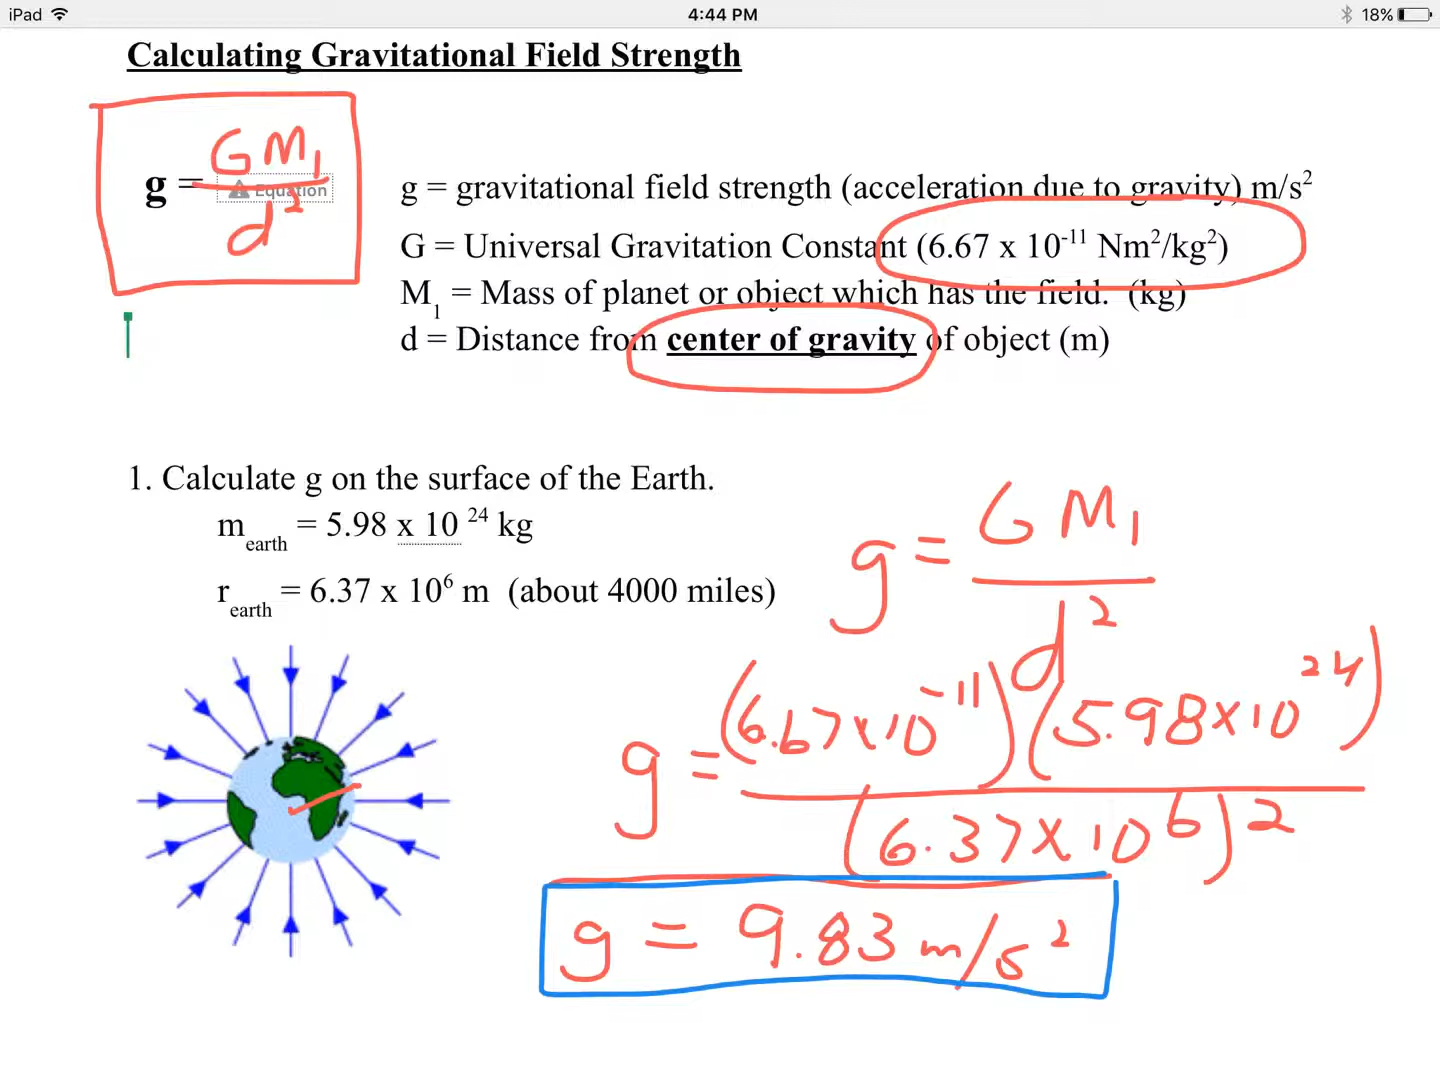 iPad 4:44 PM 18%
Calculating Gravitational Field Strength
g = GM₁/d²
Equation
g = gravitational field strength (acceleration due to gravity) m/s²
G = Universal Gravitation Constant (6.67 x 10⁻¹¹ Nm²/kg²)
M₁ = Mass of planet or object which has the field. (kg)
d = Distance from center of gravity of object (m)
1. Calculate g on the surface of the Earth.
m earth = 5.98 x 10 ²⁴ kg
r earth = 6.37 x 10⁶ m (about 4000 miles)
g = GM₁/d²
g = (6.67x10⁻¹¹)(5.98x10²⁴)/(6.37x10⁶)²
g = 9.83 m/s²